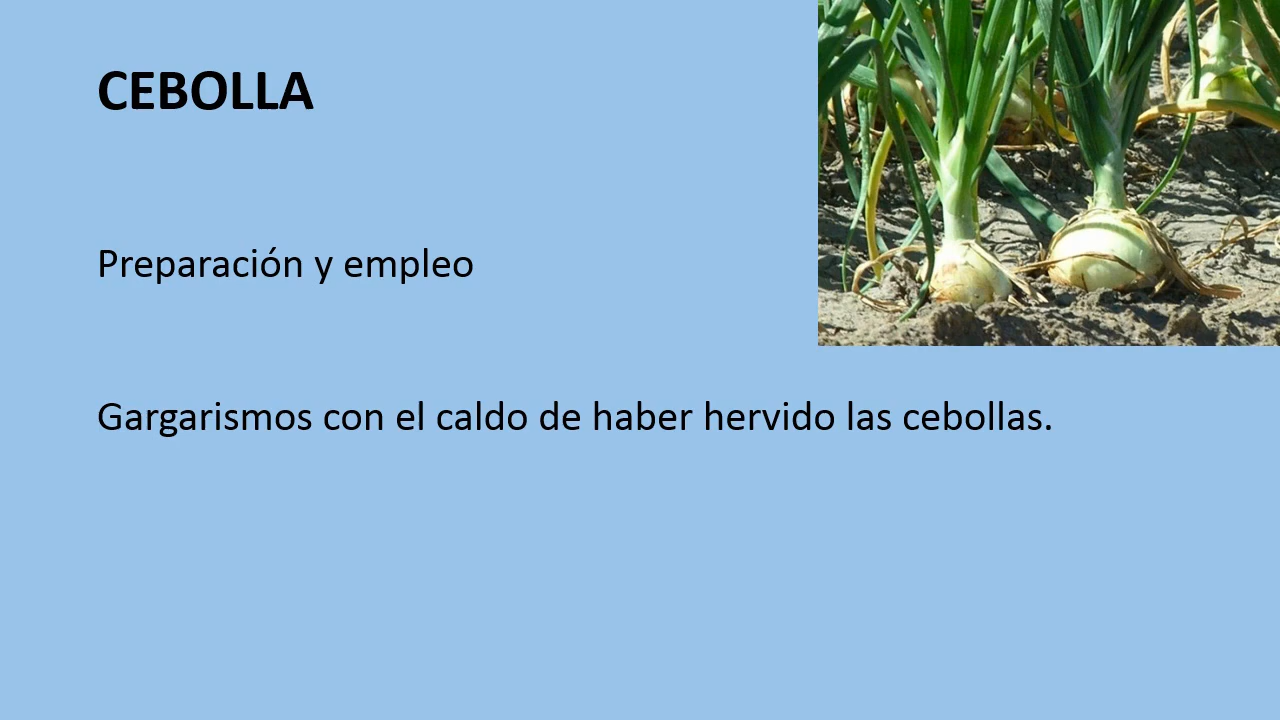 CEBOLLA
Preparación y empleo
Gargarismos con el caldo de haber hervido las cebollas.